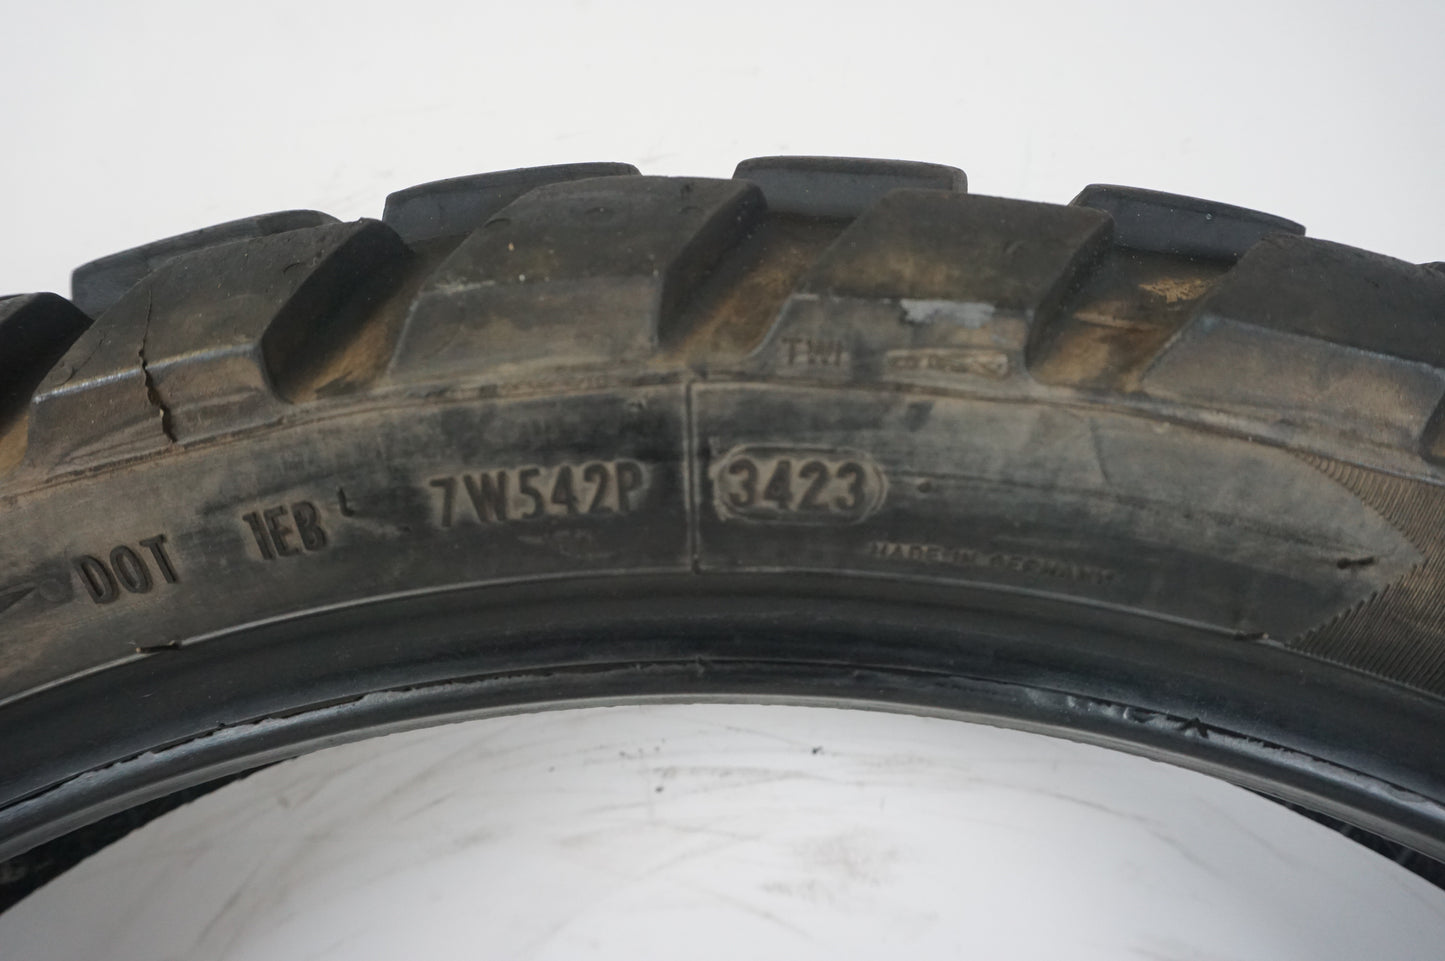 TWI
DOT 1EB 7W542P 3423
MADE IN GERMANY